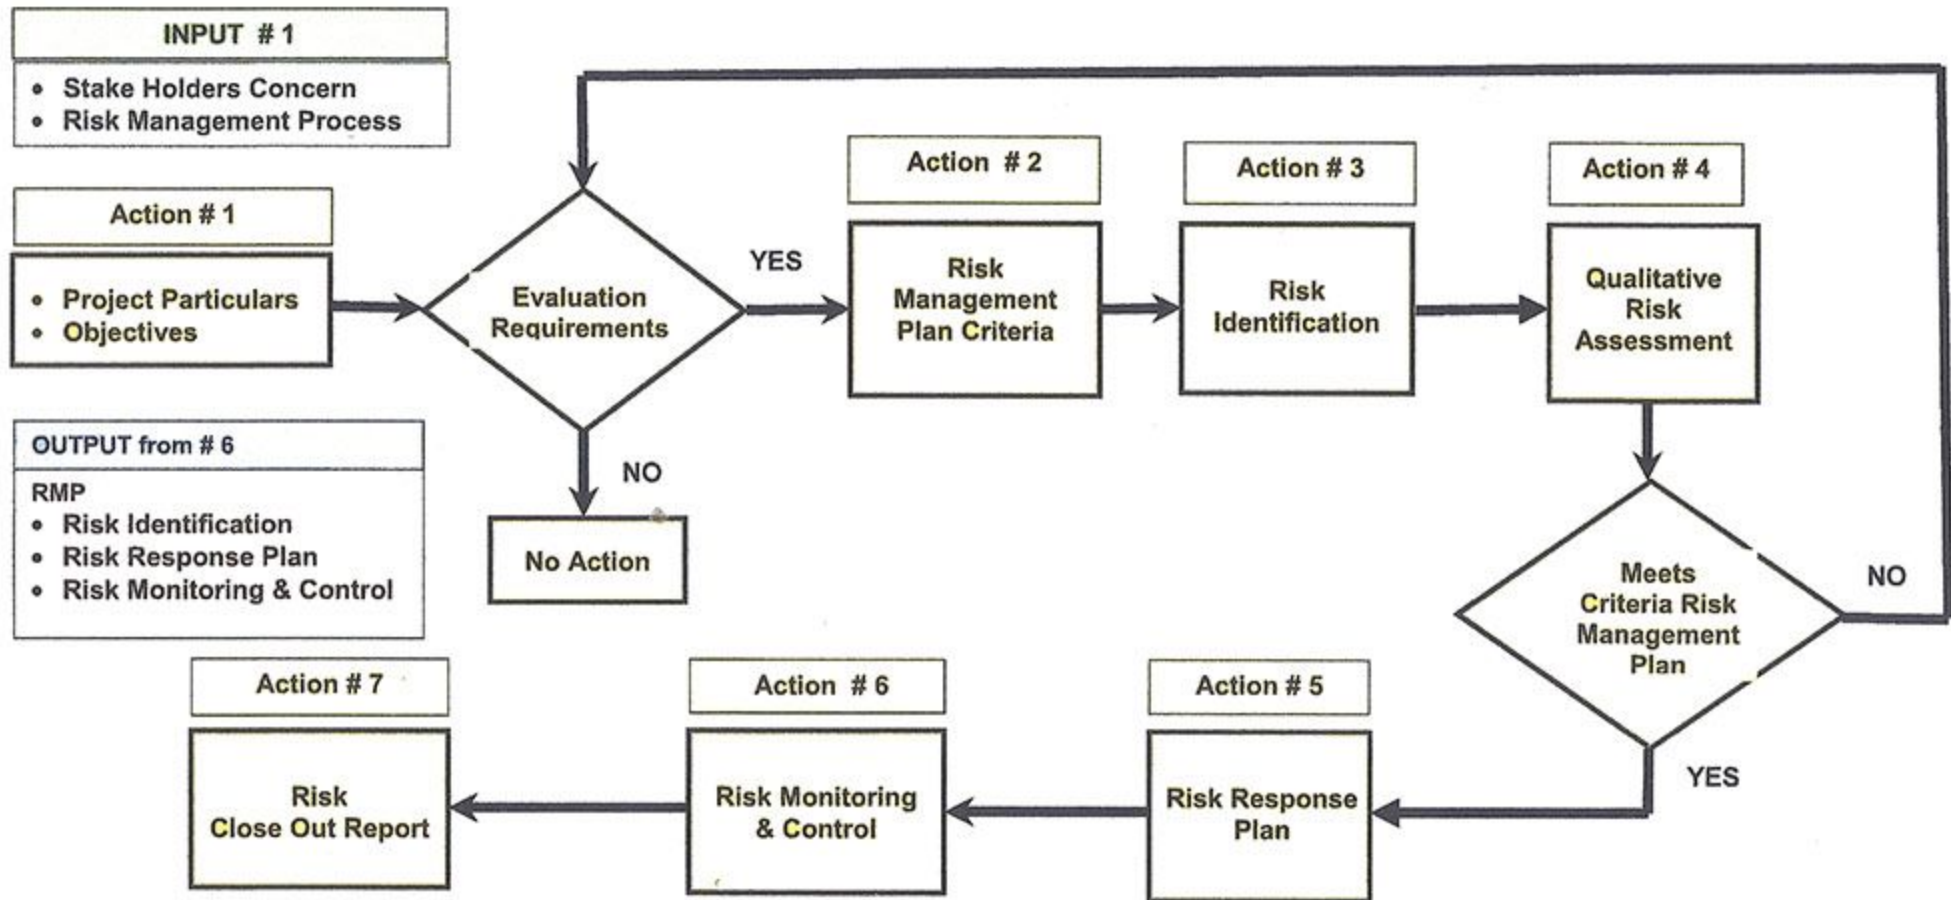 INPUT # 1
• Stake Holders Concern
• Risk Management Process
Action # 1
• Project Particulars
• Objectives
Evaluation
Requirements
YES
NO
No Action
Action # 2
Risk
Management
Plan Criteria
Action # 3
Risk
Identification
Action # 4
Qualitative
Risk
Assessment
Meets
Criteria Risk
Management
Plan
NO
YES
Action # 5
Risk Response
Plan
Action # 6
Risk Monitoring
& Control
Action # 7
Risk
Close Out Report
OUTPUT from # 6
RMP
• Risk Identification
• Risk Response Plan
• Risk Monitoring & Control